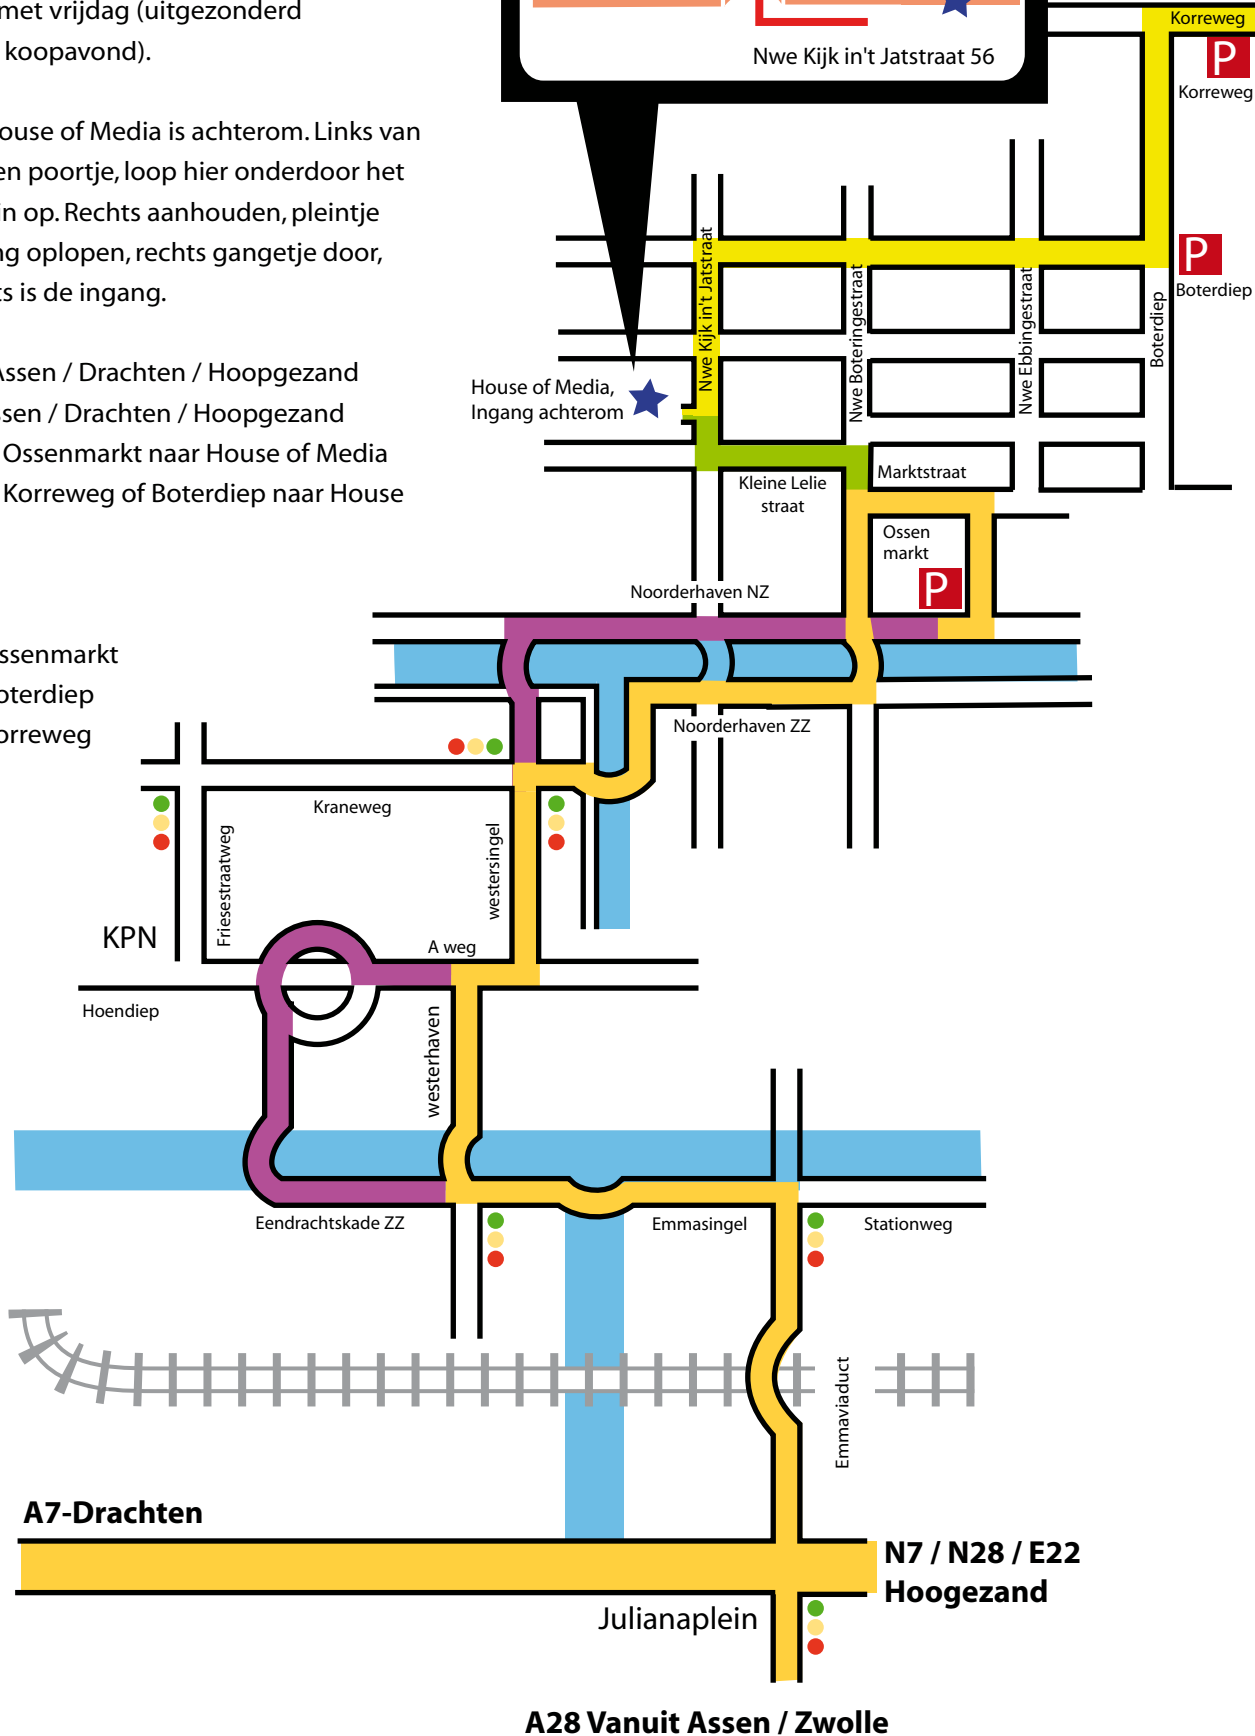 met vrijdag (uitgezonderd
koopavond).
ouse of Media is achterom. Links van
en poortje, loop hier onderdoor het
in op. Rechts aanhouden, pleintje
ng oplopen, rechts gangetje door,
ts is de ingang.
Assen / Drachten / Hoopgezand
ssen / Drachten / Hoopgezand
Ossenmarkt naar House of Media
Korreweg of Boterdiep naar House
ssenmarkt
oterdiep
orreweg
Nwe Kijk in't Jatstraat 56
Korreweg
P
Korreweg
P
Boterdiep
Boterdiep
Nwe Kijk in't Jatstraat
Nwe Boteringestraat
Nwe Ebbingestraat
House of Media,
Ingang achterom
Marktstraat
Kleine Lelie
straat
Ossen
markt
P
Noorderhaven NZ
Noorderhaven ZZ
Kraneweg
Friesestraatweg
westersingel
KPN
A weg
Hoendiep
westerhaven
Eendrachtskade ZZ
Emmasingel
Stationweg
Emmaviaduct
A7-Drachten
N7 / N28 / E22
Hoogezand
Julianaplein
A28 Vanuit Assen / Zwolle